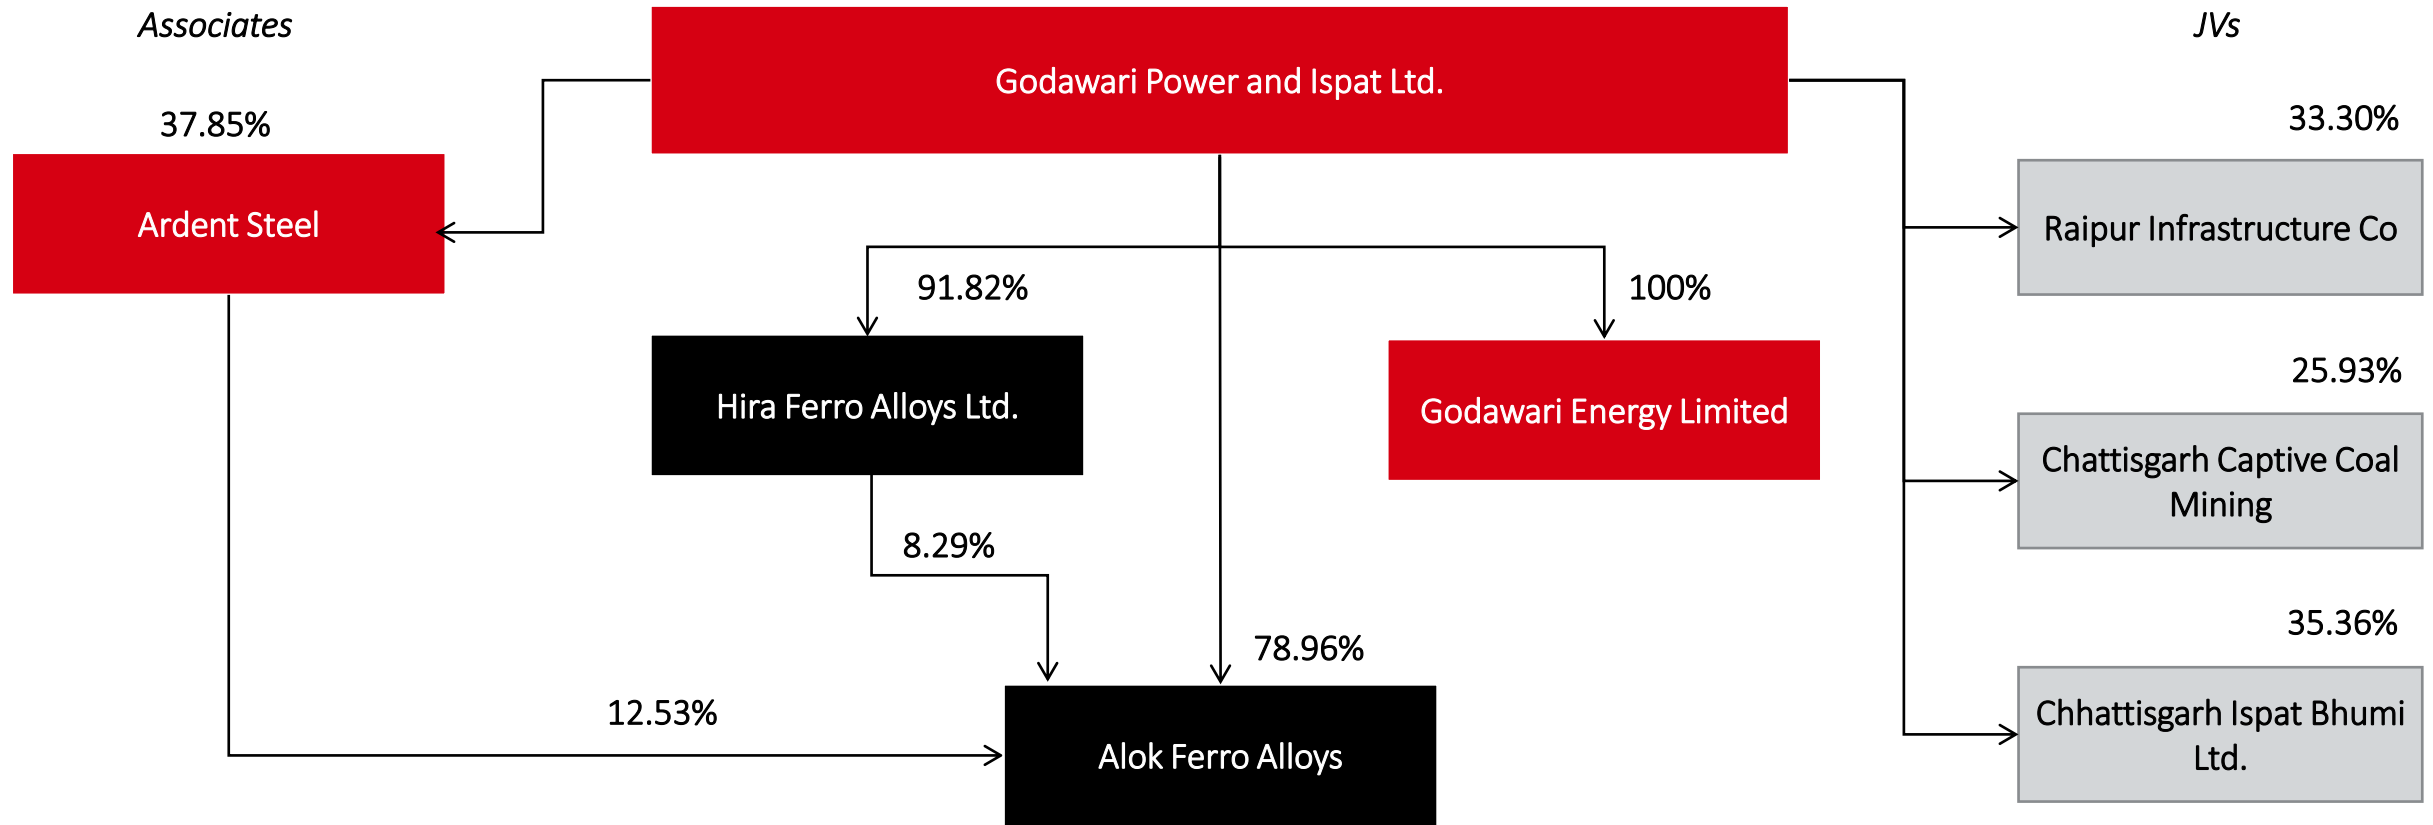 Associates
JVs
Godawari Power and Ispat Ltd.
37.85%
33.30%
Ardent Steel
Raipur Infrastructure Co
91.82%
100%
25.93%
Hira Ferro Alloys Ltd.
Godawari Energy Limited
Chattisgarh Captive Coal
Mining
8.29%
35.36%
78.96%
12.53%
Chhattisgarh Ispat Bhumi
Ltd.
Alok Ferro Alloys